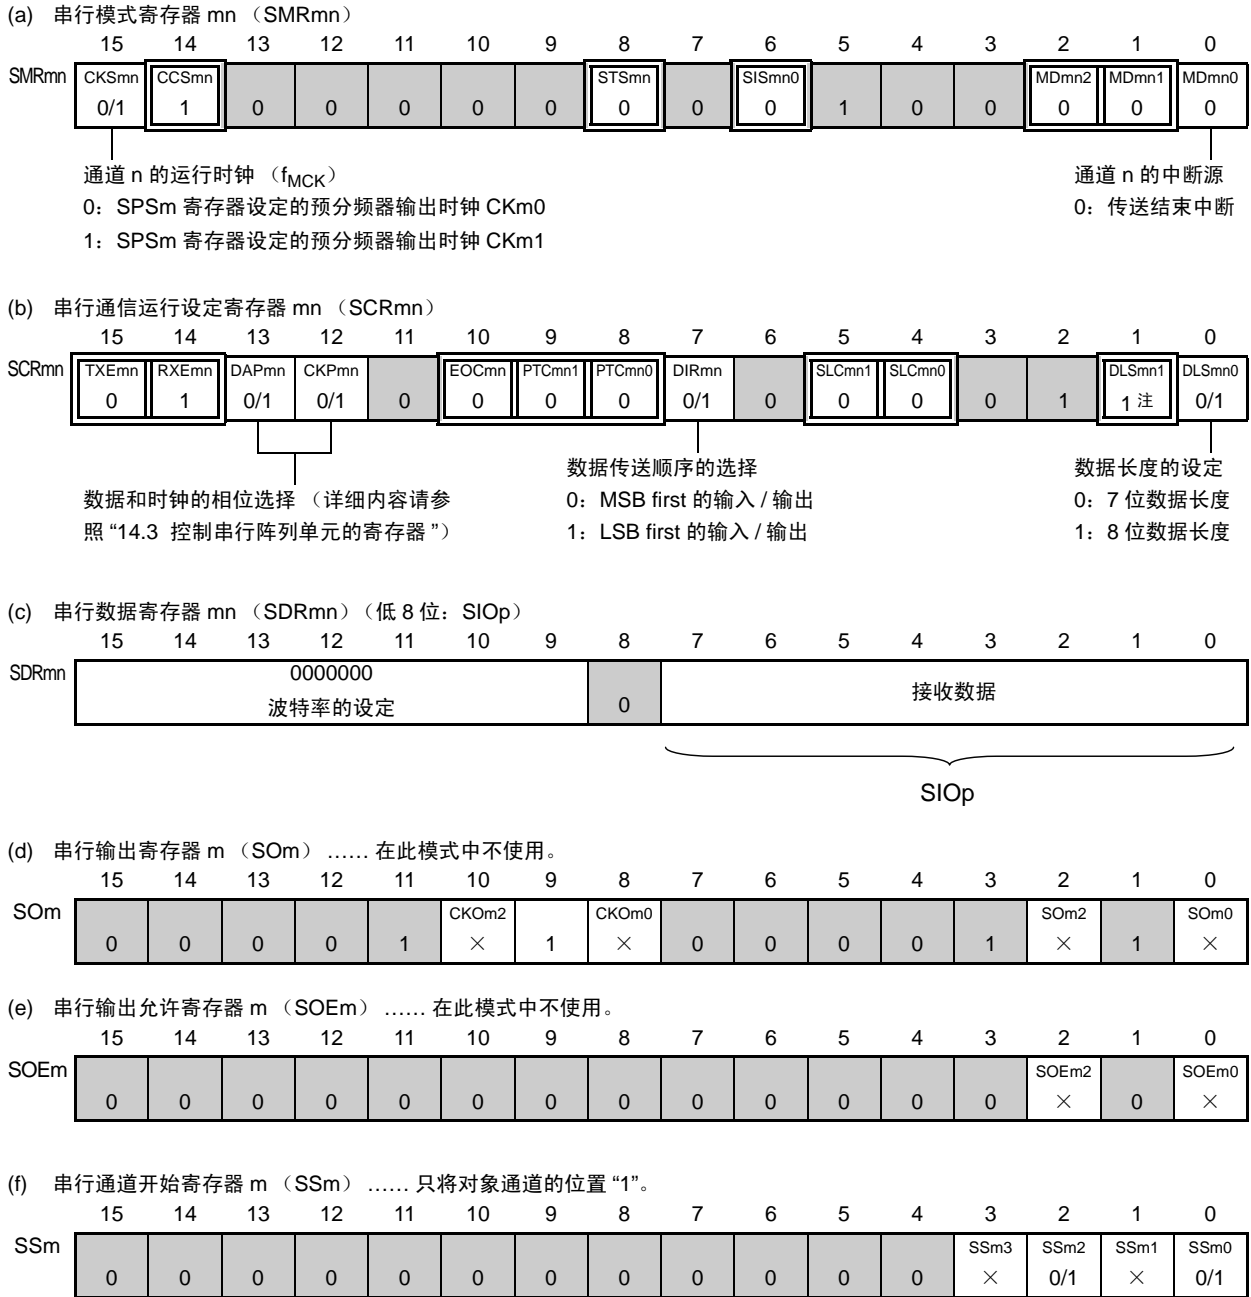 (a) 串行模式寄存器 mn （SMRmn）
15 14 13 12 11 10 9 8 7 6 5 4 3 2 1 0
SMRmn CKSmn CCSmn STSmn SISmn0 MDmn2 MDmn1 MDmn0
0/1 1 0 0 0 0 0 0 0 0 1 0 0 0 0 0
通道 n 的运行时钟 （fMCK） 通道 n 的中断源
0：SPSm 寄存器设定的预分频器输出时钟 CKm0 0：传送结束中断
1：SPSm 寄存器设定的预分频器输出时钟 CKm1
(b) 串行通信运行设定寄存器 mn （SCRmn）
15 14 13 12 11 10 9 8 7 6 5 4 3 2 1 0
SCRmn TXEmn RXEmn DAPmn CKPmn EOCmn PTCmn1 PTCmn0 DIRmn SLCmn1 SLCmn0 DLSmn1 DLSmn0
0 1 0/1 0/1 0 0 0 0 0/1 0 0 0 0 1 1 注 0/1
数据传送顺序的选择 数据长度的设定
数据和时钟的相位选择 （详细内容请参 0：MSB first 的输入 / 输出 0：7 位数据长度
照 “14.3 控制串行阵列单元的寄存器 ”） 1：LSB first 的输入 / 输出 1：8 位数据长度
(c) 串行数据寄存器 mn （SDRmn）（低 8 位：SIOp）
15 14 13 12 11 10 9 8 7 6 5 4 3 2 1 0
SDRmn 0000000
波特率的设定 0 接收数据
SIOp
(d) 串行输出寄存器 m （SOm） …… 在此模式中不使用。
15 14 13 12 11 10 9 8 7 6 5 4 3 2 1 0
SOm CKOm2 CKOm0 SOm2 SOm0
0 0 0 0 1 × 1 × 0 0 0 0 1 × 1 ×
(e) 串行输出允许寄存器 m （SOEm） …… 在此模式中不使用。
15 14 13 12 11 10 9 8 7 6 5 4 3 2 1 0
SOEm SOEm2 SOEm0
0 0 0 0 0 0 0 0 0 0 0 0 0 × 0 ×
(f) 串行通道开始寄存器 m （SSm） …… 只将对象通道的位置 “1”。
15 14 13 12 11 10 9 8 7 6 5 4 3 2 1 0
SSm SSm3 SSm2 SSm1 SSm0
0 0 0 0 0 0 0 0 0 0 0 0 × 0/1 × 0/1